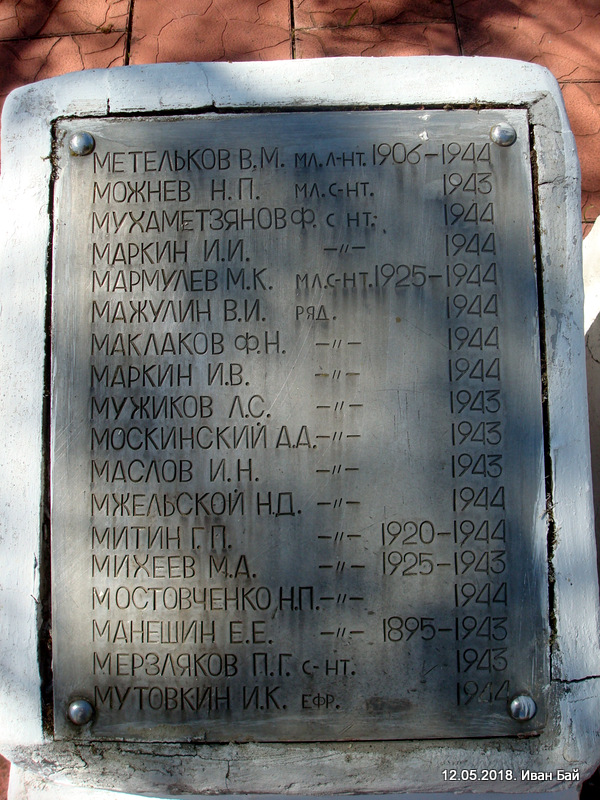 МЕТЕЛЬКОВ В.М. МЛ.Л-НТ. 1906-1944
МОЖНЕВ Н.П. МЛ.С-НТ. 1943
МУХАМЕТЗЯНОВ Ф. С НТ. 1944
МАРКИН И.И. -〃- 1944
МАРМУЛЕВ М.К. МЛ.С-НТ. 1925-1944
МАЖУЛИН В.И. РЯД. 1944
МАКЛАКОВ Ф.Н. -〃- 1944
МАРКИН И.В. -〃- 1944
МУЖИКОВ Л.С. -〃- 1943
МОСКИНСКИЙ Д.А. -〃- 1943
МАСЛОВ И.Н. -〃- 1943
МЖЕЛЬСКОЙ Н.Д. -〃- 1944
МИТИН Г.П. -〃- 1920-1944
МИХЕЕВ М.А. -〃- 1925-1943
МОСТОВЧЕНКО Н.П. -〃- 1944
МАНЕШИН Е.Е. -〃- 1895-1943
МЕРЗЛЯКОВ П.Г. С-НТ. 1943
МУТОВКИН И.К. ЕФР. 1944
12.05.2018. Иван Бай